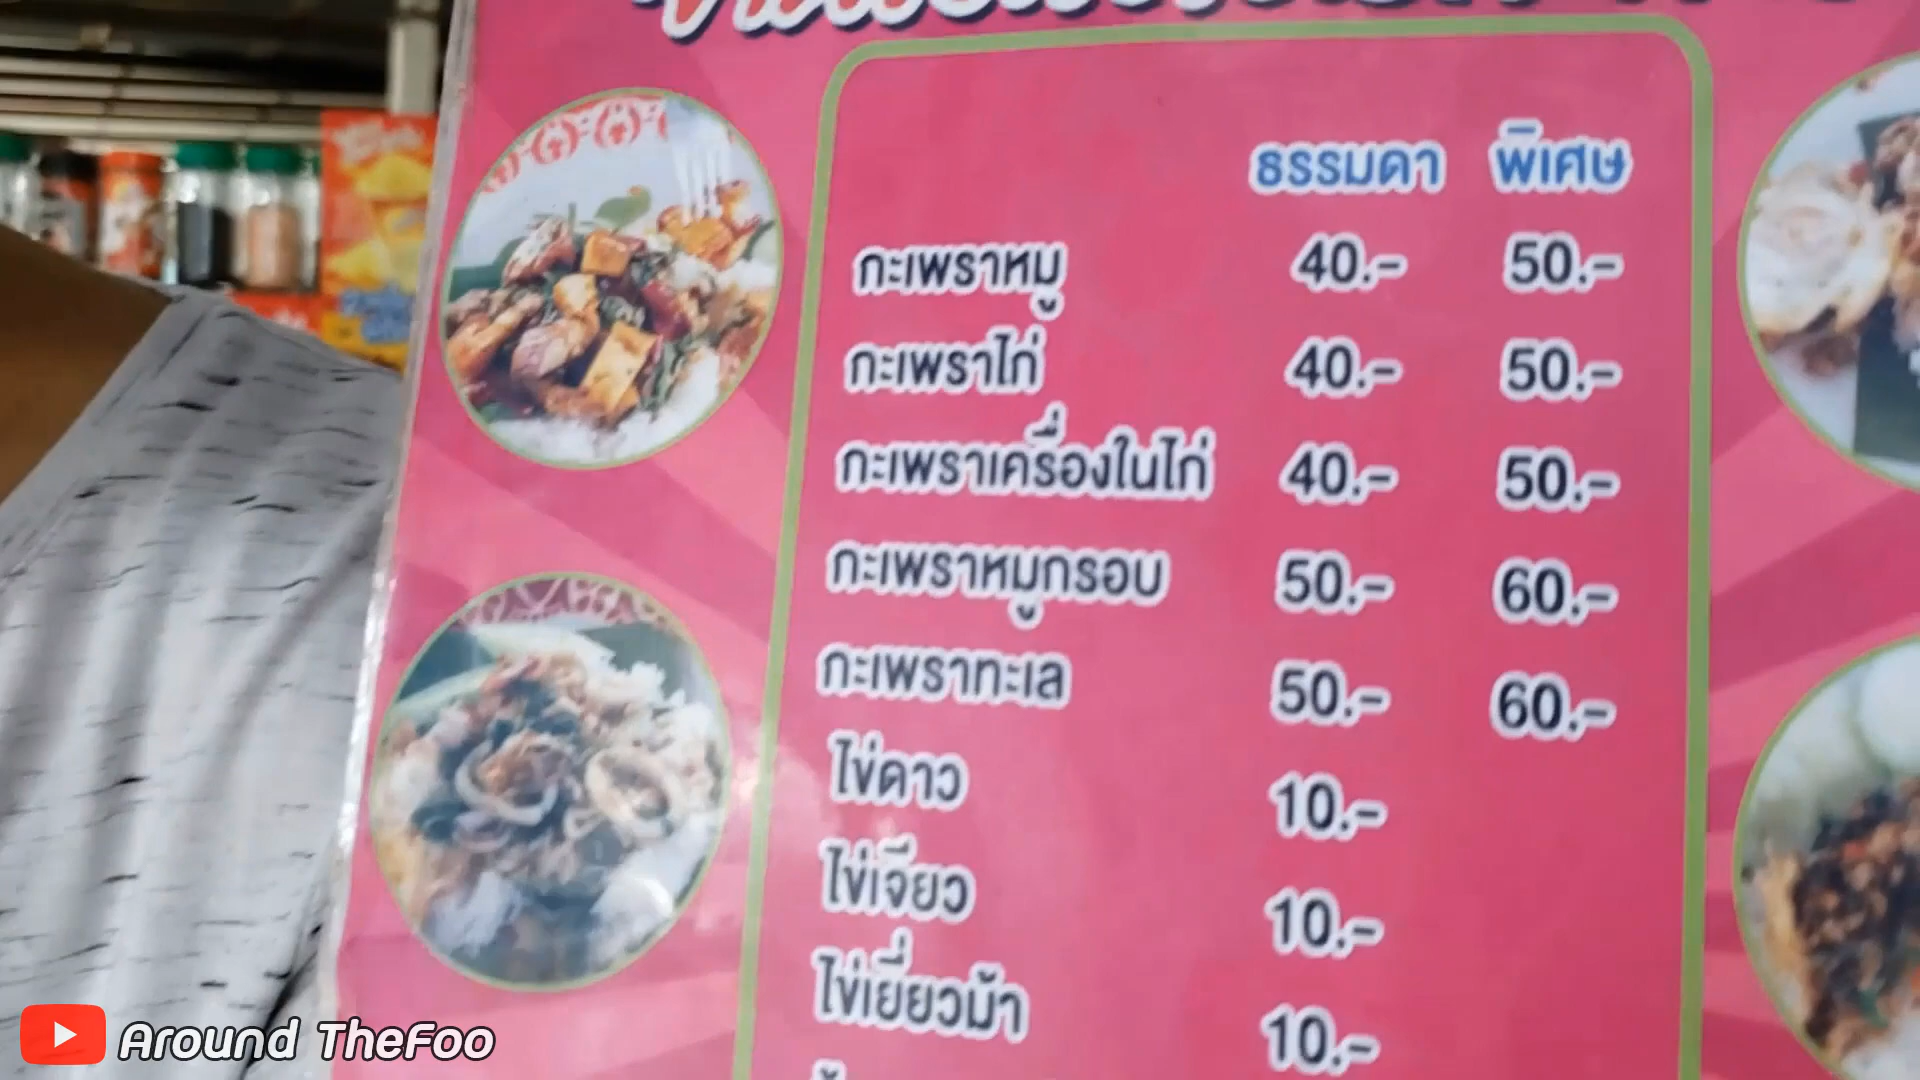 ธรรมดา พิเศษ
กะเพราหมู 40.- 50.-
กะเพราไก่ 40.- 50.-
กะเพราเครื่องในไก่ 40.- 50.-
กะเพราหมูกรอบ 50.- 60.-
กะเพราทะเล 50.- 60.-
ไข่ดาว 10.-
ไข่เจียว 10.-
ไข่เยี่ยวม้า 10.-
Around TheFoo